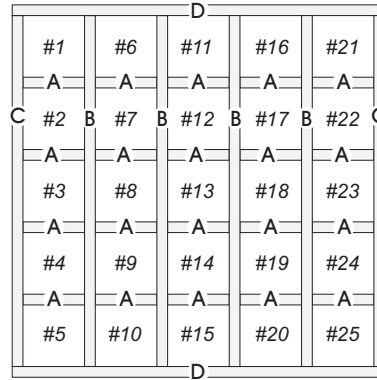 D
#1 #6 #11 #16 #21
A A A A A
C #2 B #7 B #12 B #17 B #22 C
A A A A A
#3 #8 #13 #18 #23
A A A A A
#4 #9 #14 #19 #24
A A A A A
#5 #10 #15 #20 #25
D